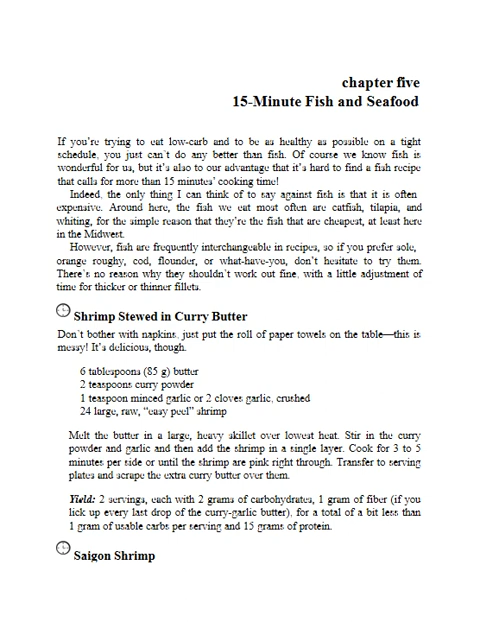 chapter five
15-Minute Fish and Seafood
If you're trying to eat low-carb and to be as healthy as possible on a tight
schedule, you just can't do any better than fish. Of course we know fish is
wonderful for us, but it's also to our advantage that it's hard to find a fish recipe
that calls for more than 15 minutes' cooking time!
Indeed, the only thing I can think of to say against fish is that it is often
expensive. Around here, the fish we eat most often are catfish, tilapia, and
whiting, for the simple reason that they're the fish that are cheapest, at least here
in the Midwest.
However, fish are frequently interchangeable in recipes, so if you prefer sole,
orange roughy, cod, flounder, or what-have-you, don't hesitate to try them.
There's no reason why they shouldn't work out fine, with a little adjustment of
time for thicker or thinner fillets.
Shrimp Stewed in Curry Butter
Don't bother with napkins, just put the roll of paper towels on the table—this is
messy! It's delicious, though.
6 tablespoons (85 g) butter
2 teaspoons curry powder
1 teaspoon minced garlic or 2 cloves garlic, crushed
24 large, raw, "easy peel" shrimp
Melt the butter in a large, heavy skillet over lowest heat. Stir in the curry
powder and garlic and then add the shrimp in a single layer. Cook for 3 to 5
minutes per side or until the shrimp are pink right through. Transfer to serving
plates and scrape the extra curry butter over them.
Yield: 2 servings, each with 2 grams of carbohydrates, 1 gram of fiber (if you
lick up every last drop of the curry-garlic butter), for a total of a bit less than
1 gram of usable carbs per serving and 15 grams of protein.
Saigon Shrimp